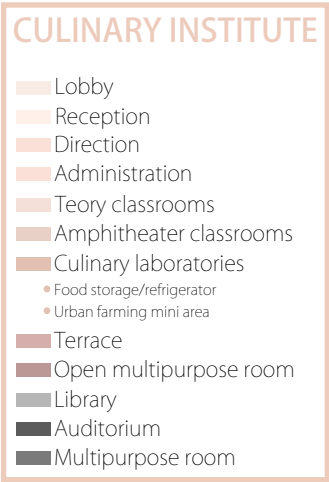 CULINARY INSTITUTE
Lobby
Reception
Direction
Administration
Teory classrooms
Amphitheater classrooms
Culinary laboratories
• Food storage/refrigerator
• Urban farming mini area
Terrace
Open multipurpose room
Library
Auditorium
Multipurpose room